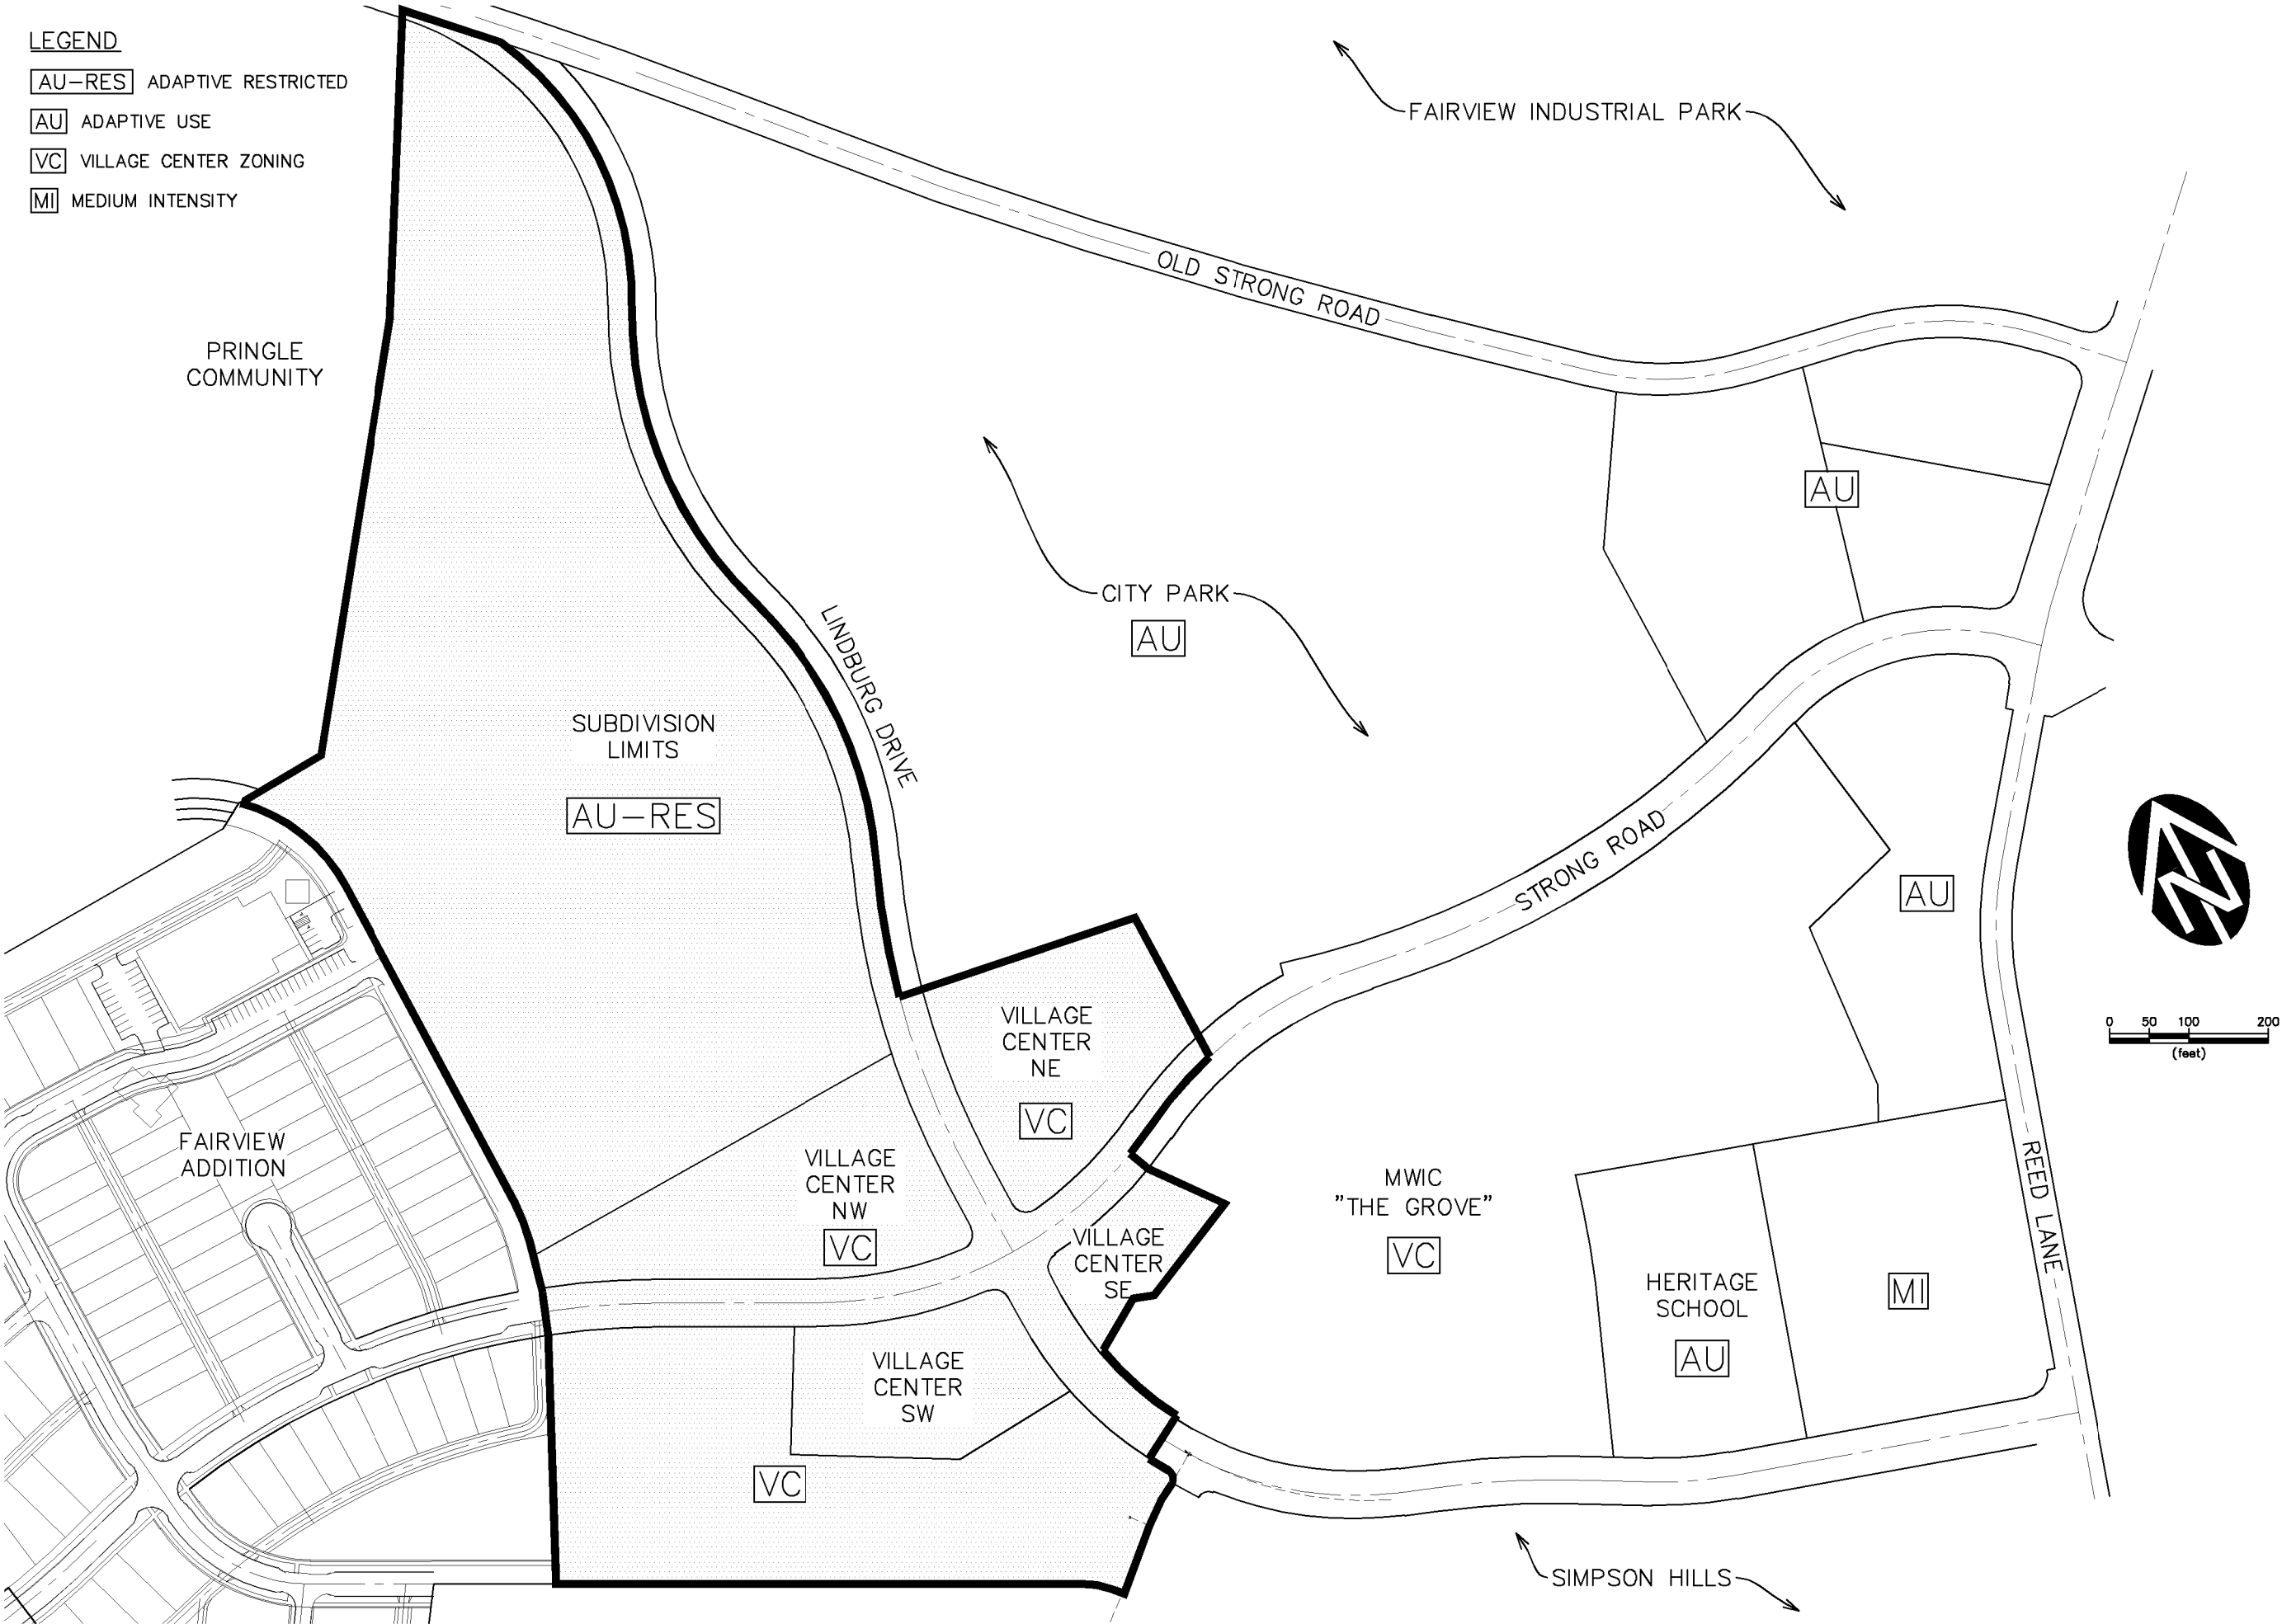 LEGEND
AU-RES ADAPTIVE RESTRICTED
AU ADAPTIVE USE
VC VILLAGE CENTER ZONING
MI MEDIUM INTENSITY
FAIRVIEW INDUSTRIAL PARK
OLD STRONG ROAD
PRINGLE
COMMUNITY
AU
CITY PARK
AU
LINDBURG DRIVE
SUBDIVISION
LIMITS
AU-RES
STRONG ROAD
AU
N
0 50 100 200
(feet)
VILLAGE
CENTER
NE
VC
FAIRVIEW
ADDITION
VILLAGE
CENTER
NW
VC
VILLAGE
CENTER
SE
MWIC
"THE GROVE"
VC
REED LANE
HERITAGE
SCHOOL
AU
MI
VILLAGE
CENTER
SW
VC
SIMPSON HILLS